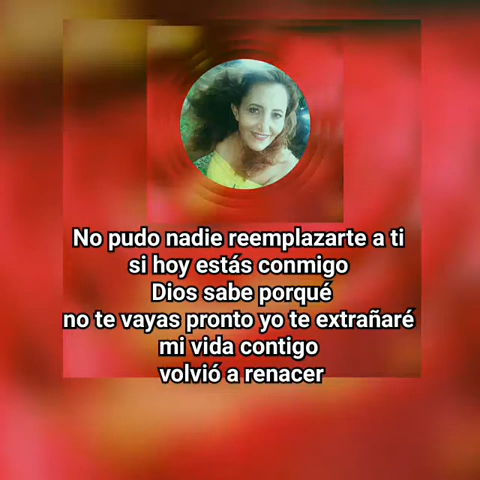 No pudo nadie reemplazarte a ti
si hoy estás conmigo
Dios sabe porqué
no te vayas pronto yo te extrañaré
mi vida contigo
volvió a renacer